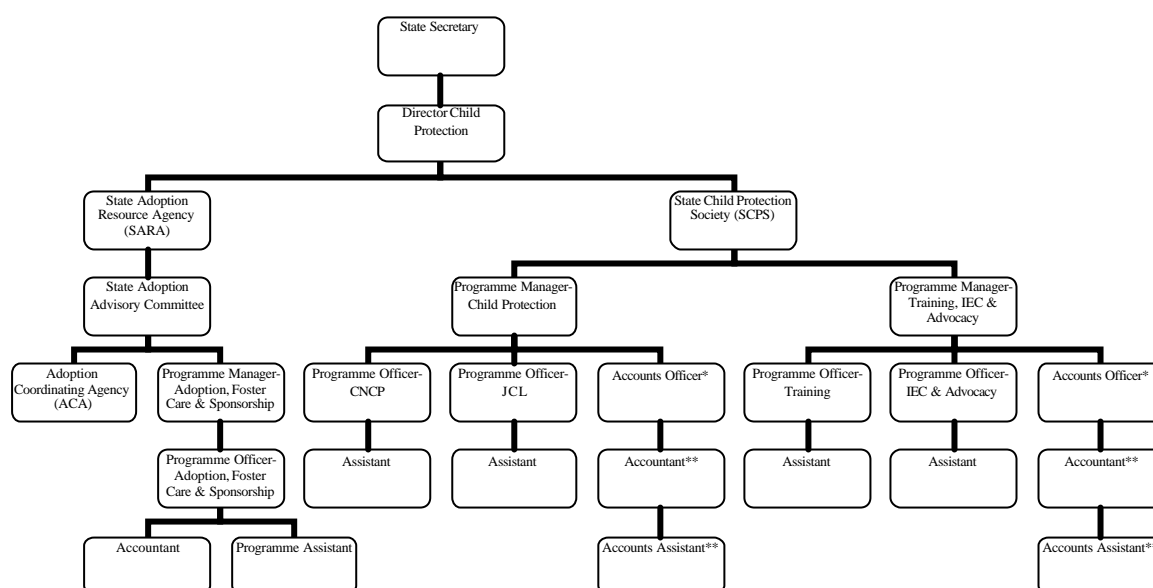 State Secretary
Director Child
Protection
State Adoption
Resource Agency
(SARA)
State Child Protection
Society (SCPS)
State Adoption
Advisory Committee
Programme Manager-
Child Protection
Programme Manager-
Training, IEC &
Advocacy
Adoption
Coordinating Agency
(ACA)
Programme Manager-
Adoption, Foster
Care & Sponsorship
Programme Officer-
CNCP
Programme Officer-
JCL
Accounts Officer*
Programme Officer-
Training
Programme Officer-
IEC & Advocacy
Accounts Officer*
Programme Officer-
Adoption, Foster
Care & Sponsorship
Assistant
Assistant
Accountant**
Assistant
Assistant
Accountant**
Accountant
Programme Assistant
Accounts Assistant**
Accounts Assistant**